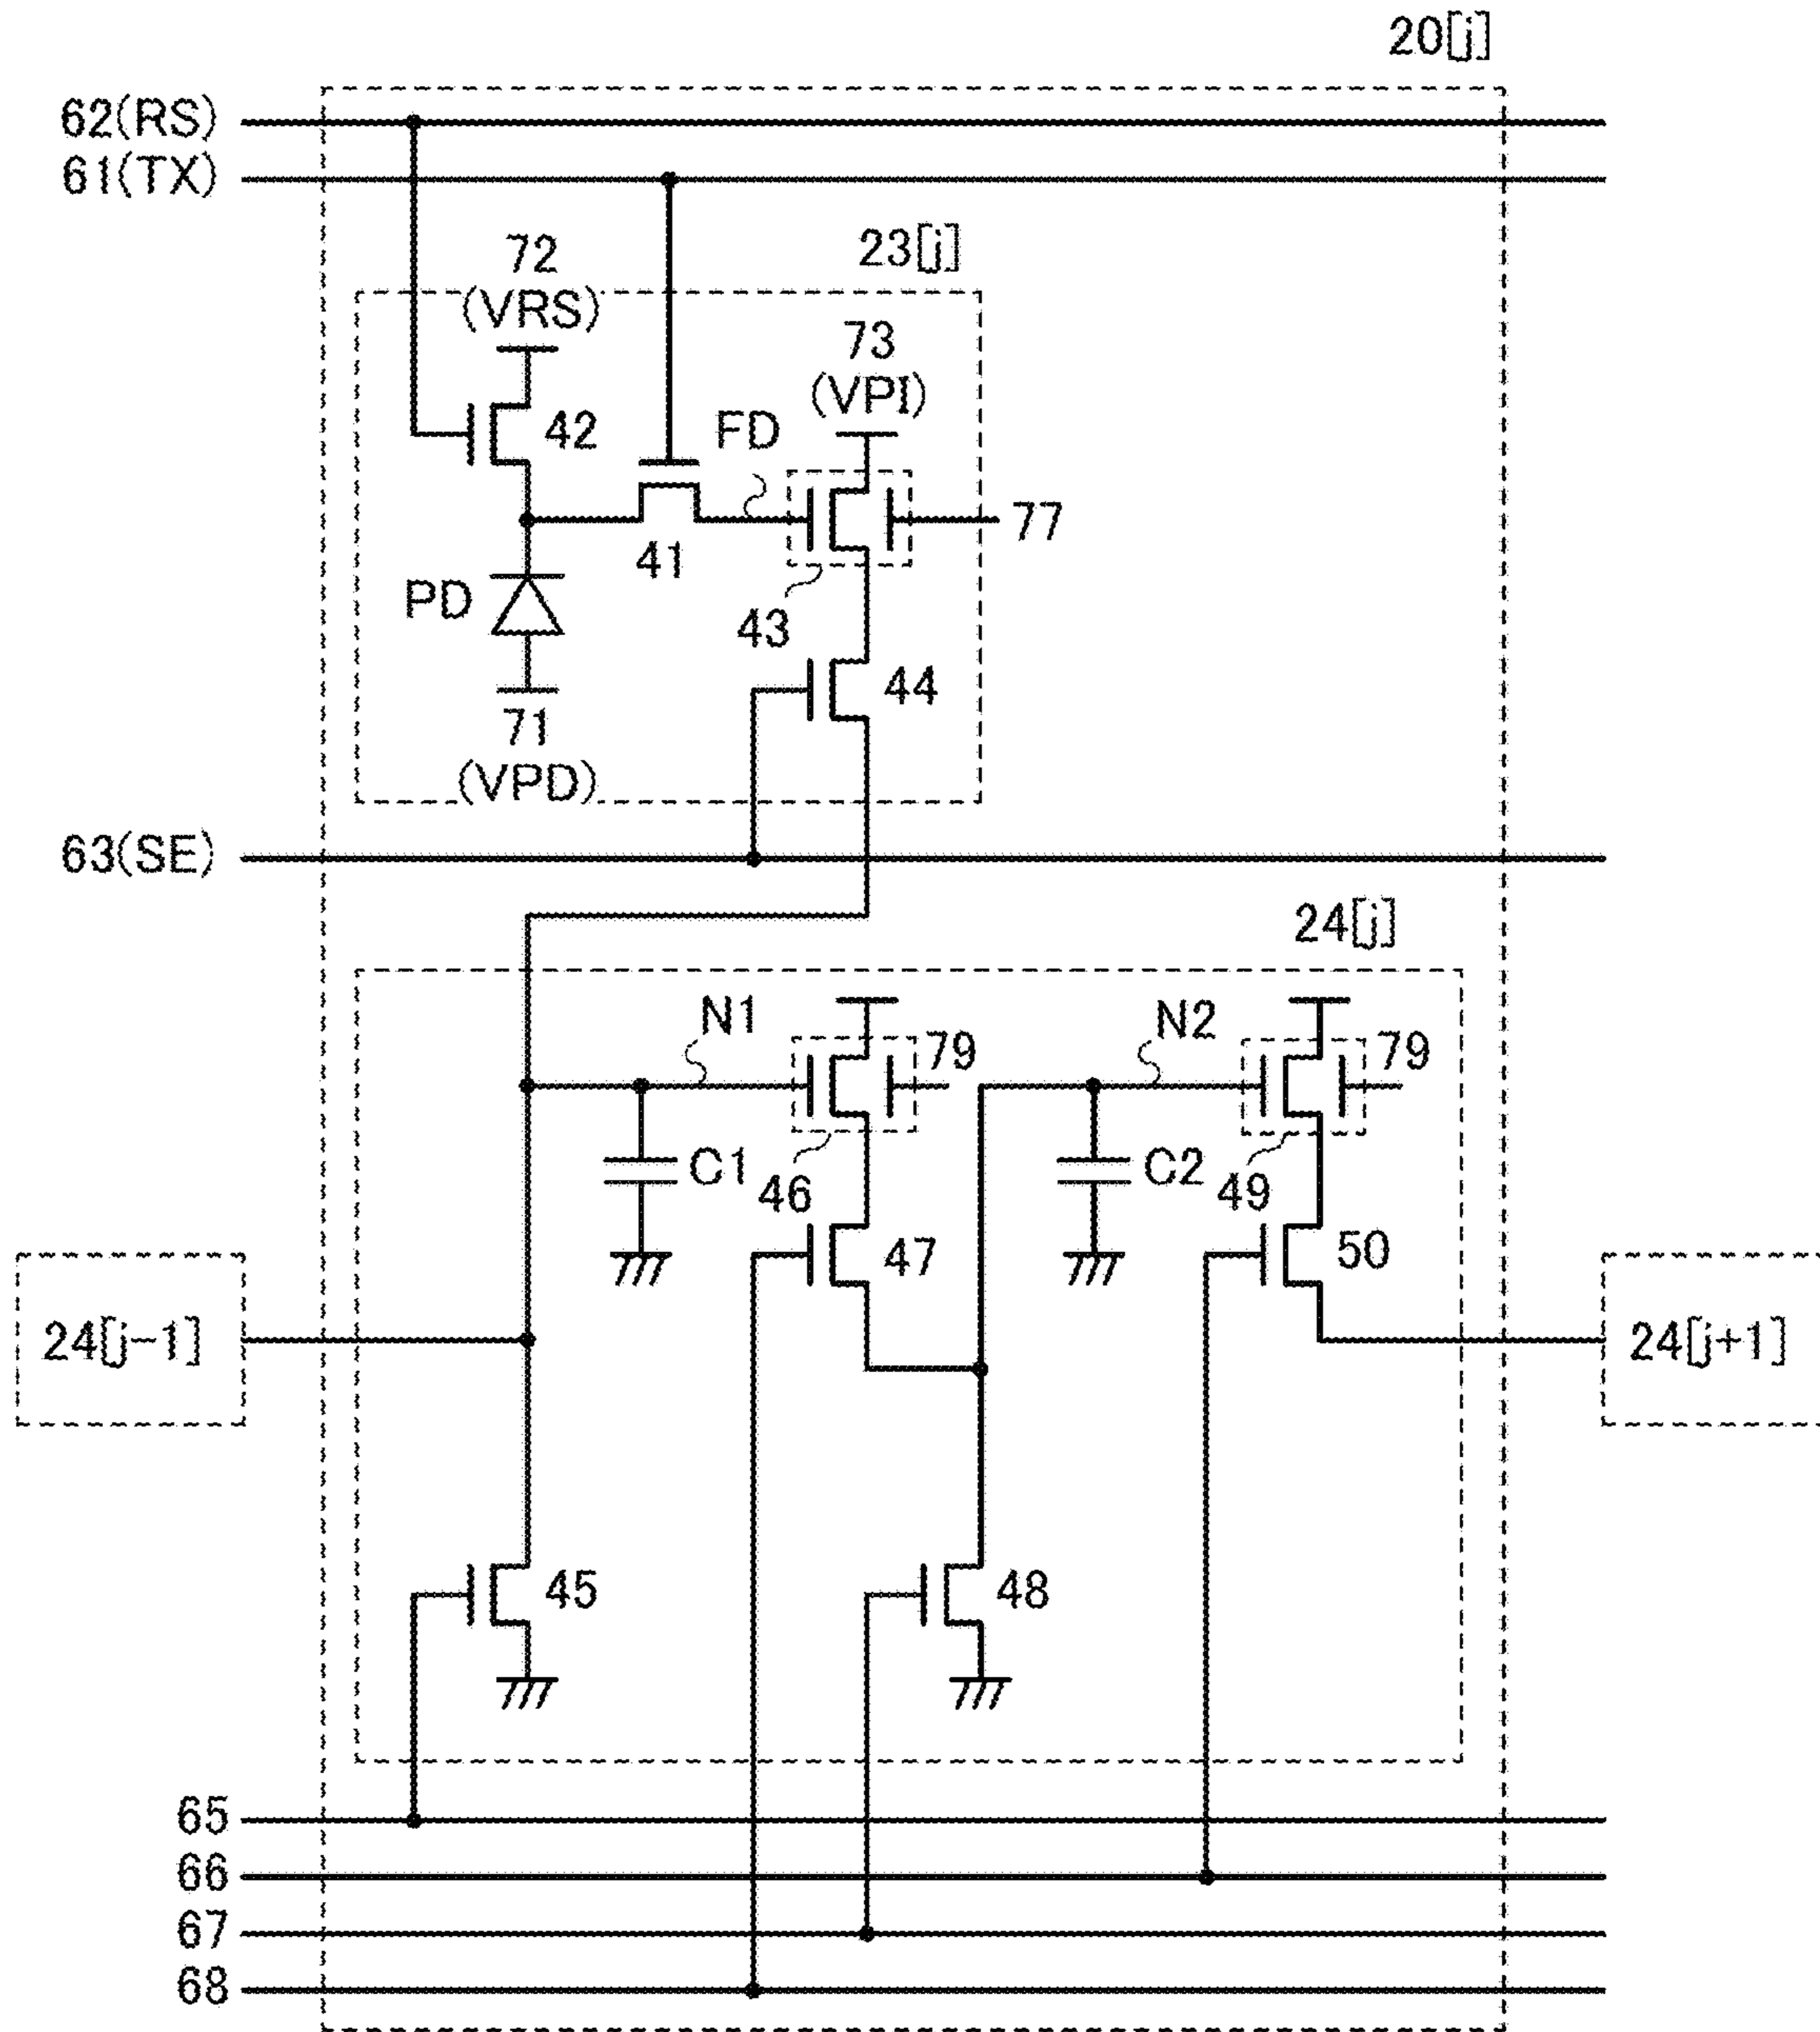 20[j]
62(RS)
61(TX)
23[j]
72
(VRS)
73
(VPI)
42
FD
77
41
PD
43
44
71
(VPD)
63(SE)
24[j]
N1
79
N2
79
C1
46
C2
49
47
50
24[j-1]
24[j+1]
45
48
65
66
67
68